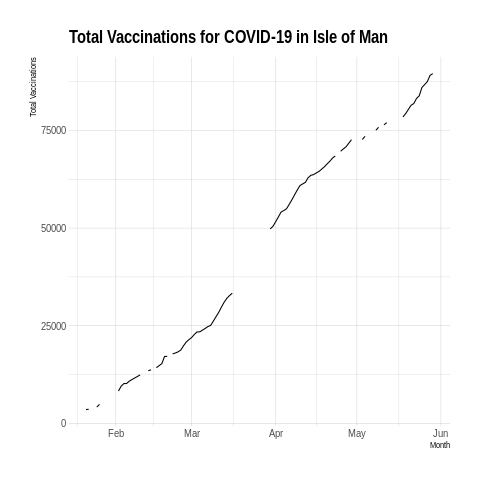 Total Vaccinations for COVID-19 in Isle of Man
Total Vaccinations
75000
50000
25000
0
Feb Mar Apr May Jun
Month